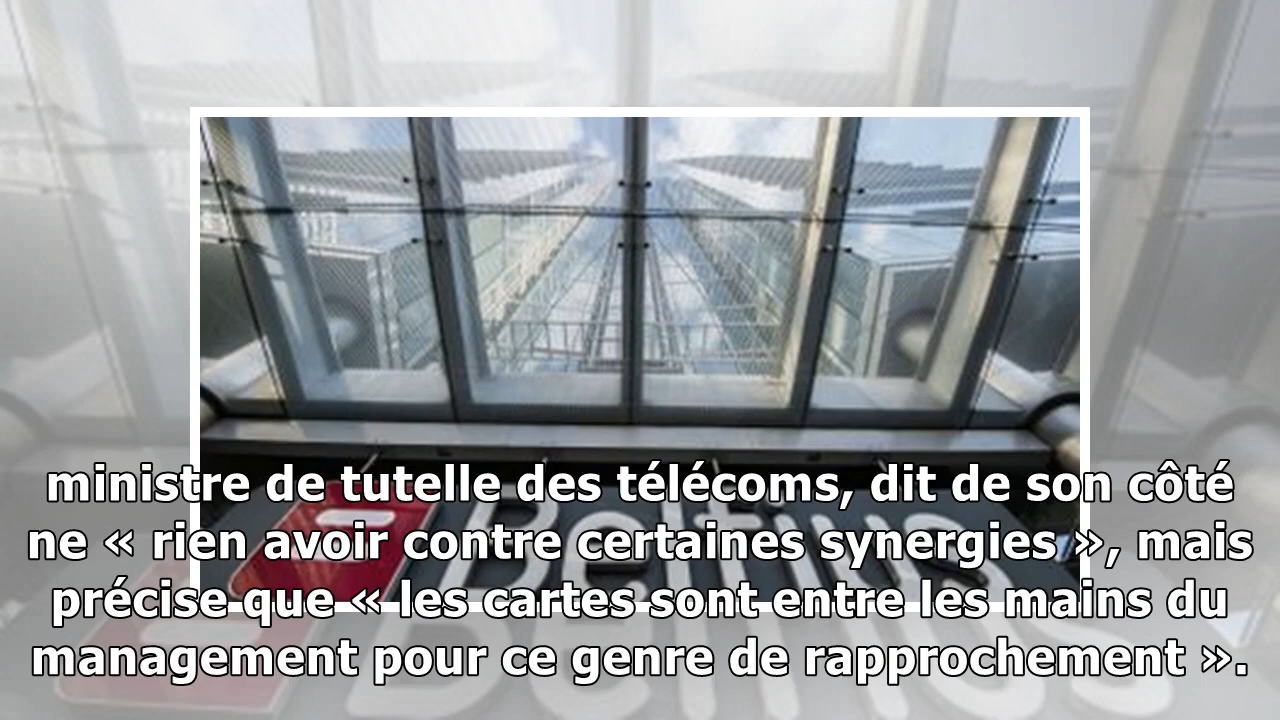 ministre de tutelle des télécoms, dit de son côté
ne « rien avoir contre certaines synergies », mais
précise que « les cartes sont entre les mains du
management pour ce genre de rapprochement ».
Belfius